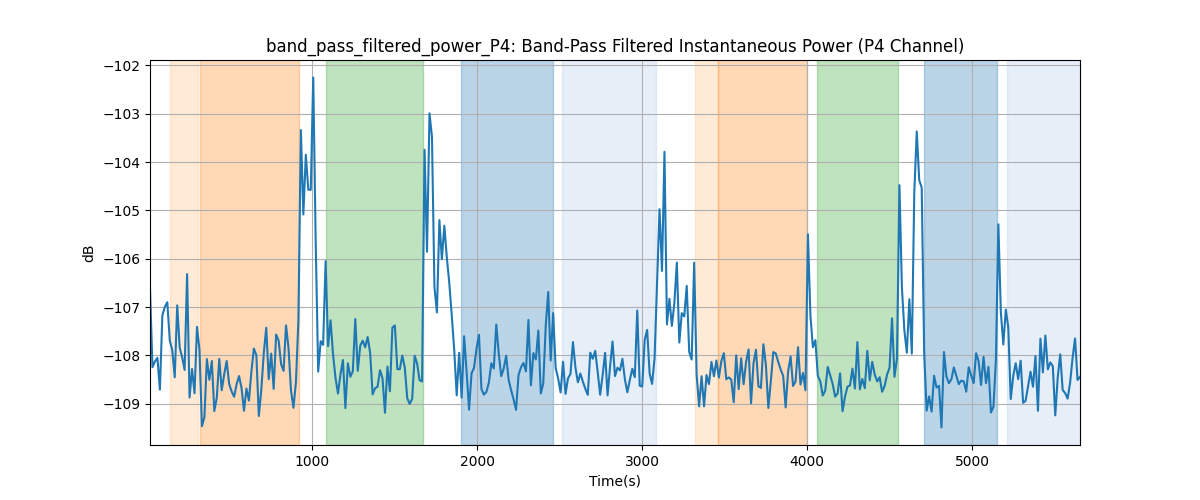 band_pass_filtered_power_P4: Band-Pass Filtered Instantaneous Power (P4 Channel)
−102
−103
−104
−105
−106
−107
−108
−109
dB
1000 2000 3000 4000 5000
Time(s)